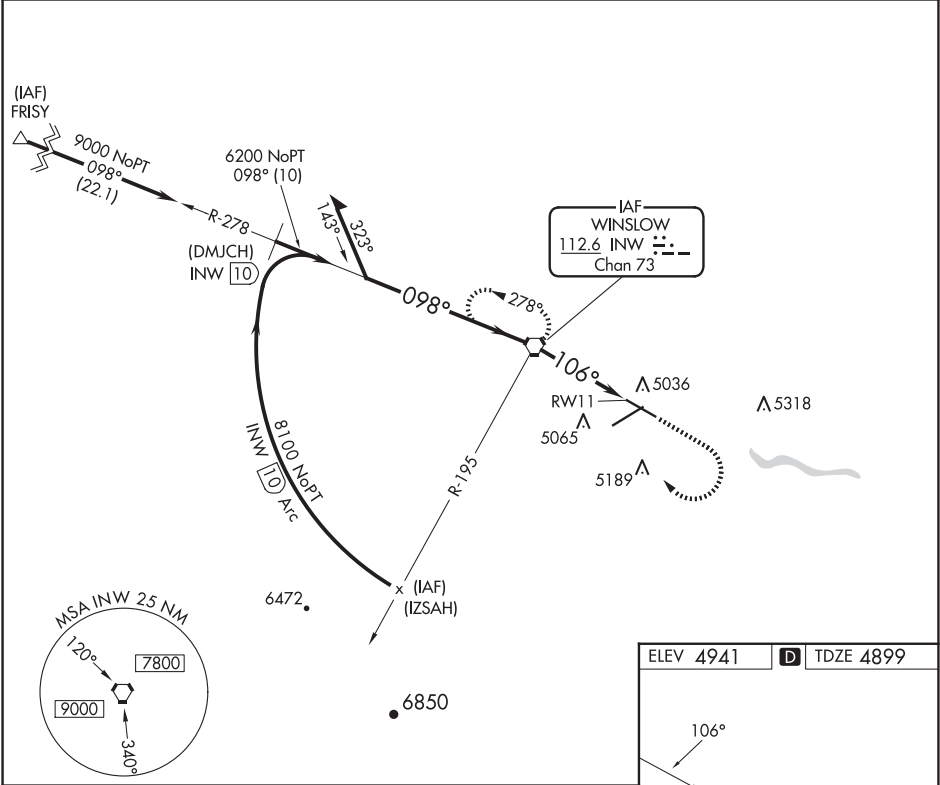 (IAF)
FRISY
9000 NoPT
098°
(22.1)
R-278
6200 NoPT
098° (10)
(DMJCH)
INW 10
143°
323°
098°
278°
IAF
WINSLOW
112.6 INW
Chan 73
106°
RW11
5036
5318
5065
5189
8100 NoPT
INW 10 Arc
R-195
(IAF)
(IZSAH)
6472
6850
MSA INW 25 NM
120°
7800
9000
340°
ELEV 4941 D TDZE 4899
106°